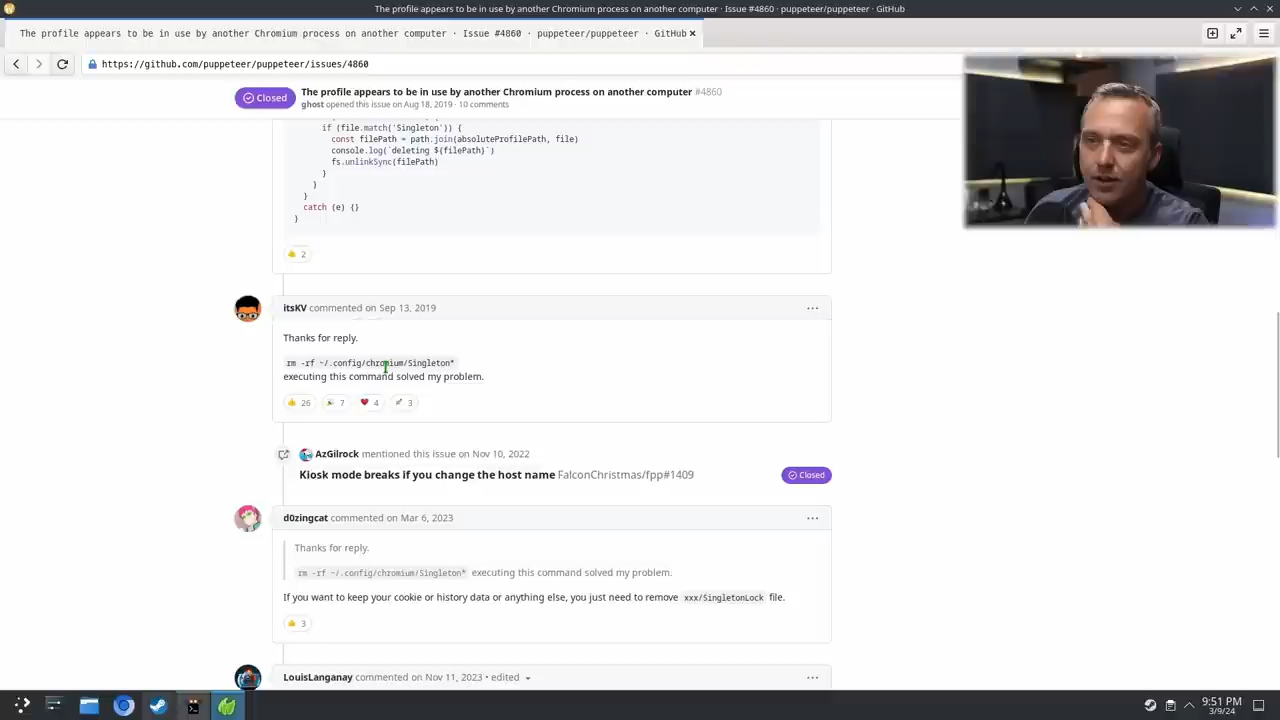 The profile appears to be in use by another Chromium process on another computer · Issue #4860 · puppeteer/puppeteer · GitHub
The profile appears to be in use by another Chromium process on another computer · Issue #4860 · puppeteer/puppeteer · GitHub
https://github.com/puppeteer/puppeteer/issues/4860
Closed
The profile appears to be in use by another Chromium process on another computer #4860
ghost opened this issue on Aug 18, 2019 · 10 comments
if (file.match('Singleton')) {
const filePath = path.join(absoluteProfilePath, file)
console.log(`deleting ${filePath}`)
fs.unlinkSync(filePath)
}
}
}
catch (e) {}
}
2
itsKV commented on Sep 13, 2019
Thanks for reply.
rm -rf ~/.config/chromium/Singleton*
executing this command solved my problem.
26 7 4 3
AzGilrock mentioned this issue on Nov 10, 2022
Kiosk mode breaks if you change the host name FalconChristmas/fpp#1409
Closed
d0zingcat commented on Mar 6, 2023
Thanks for reply.
rm -rf ~/.config/chromium/Singleton* executing this command solved my problem.
If you want to keep your cookie or history data or anything else, you just need to remove xxx/SingletonLock file.
3
LouisLanganay commented on Nov 11, 2023 • edited
9:51 PM
3/9/24